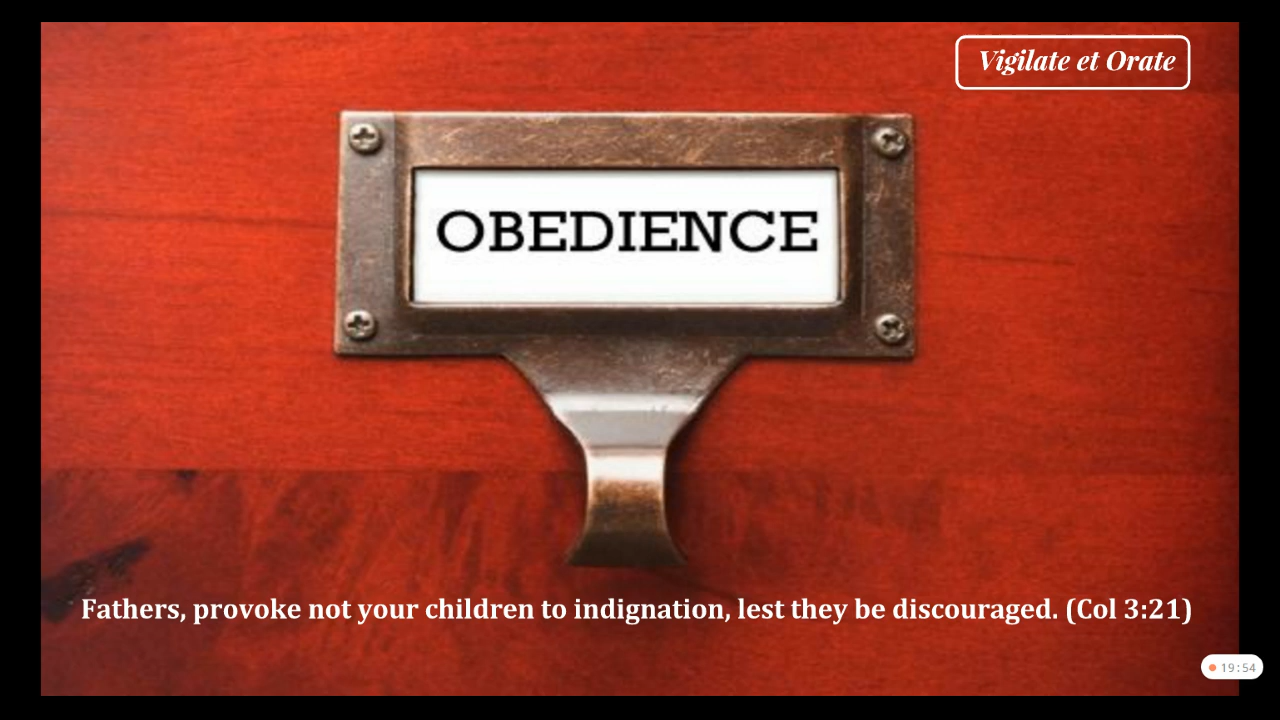 Vigilate et Orate
OBEDIENCE
Fathers, provoke not your children to indignation, lest they be discouraged. (Col 3:21)
19:54